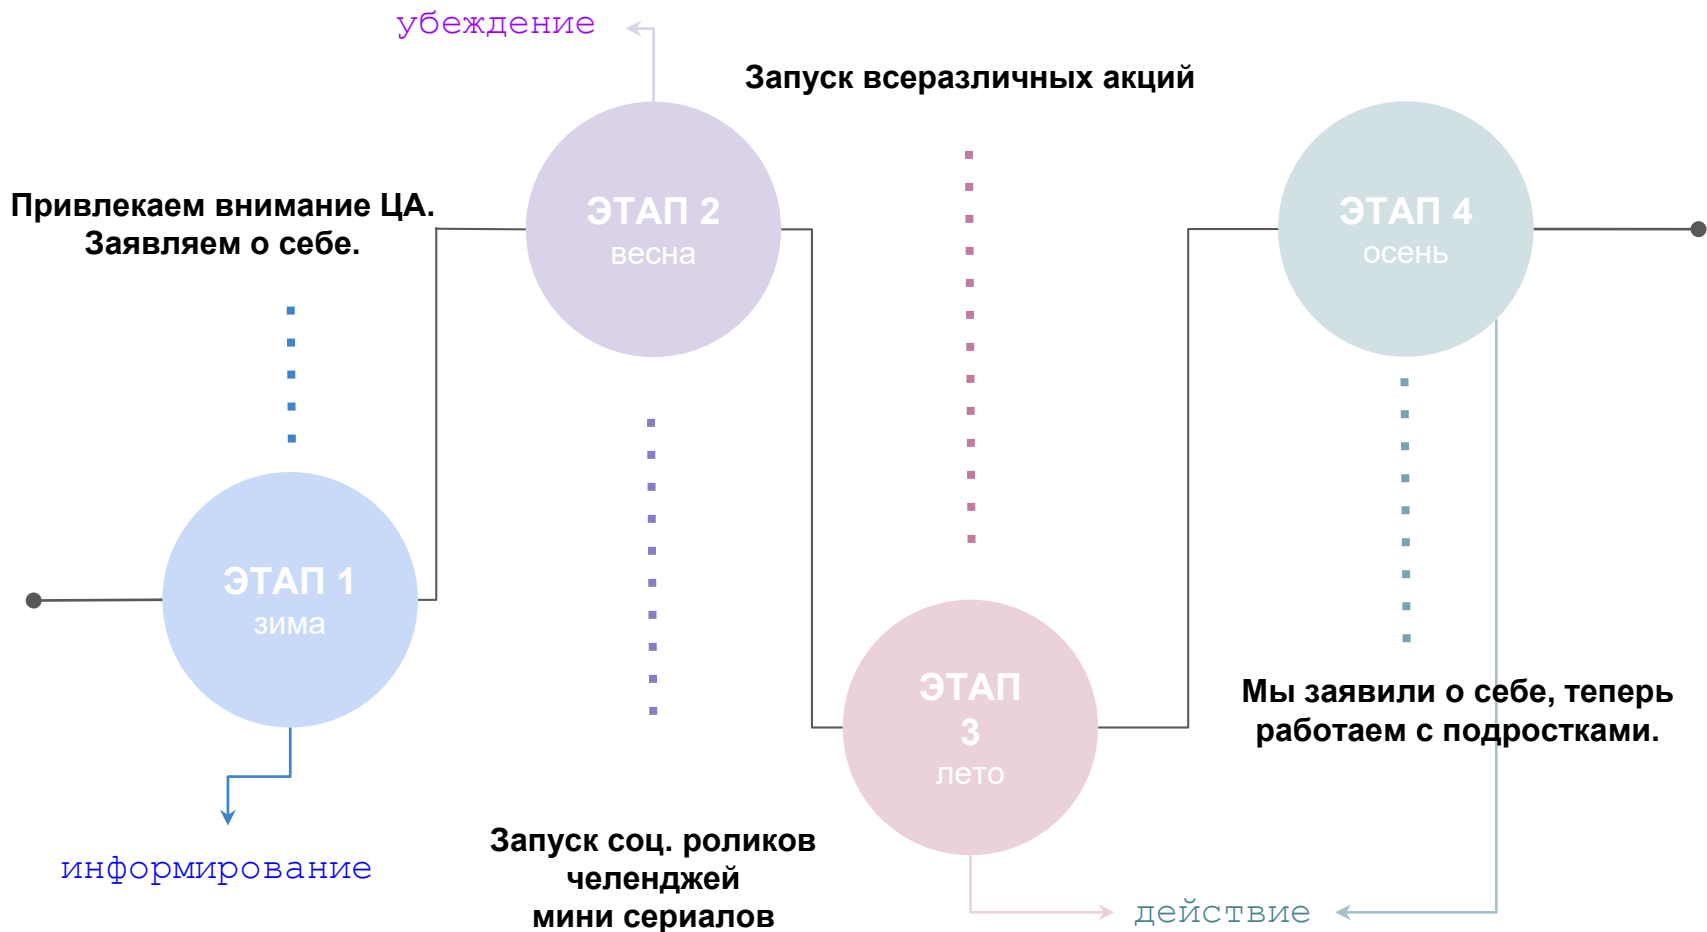 убеждение
Запуск всеразличных акций
Привлекаем внимание ЦА.
Заявляем о себе.
ЭТАП 2
весна
ЭТАП 4
осень
ЭТАП 1
зима
ЭТАП
3
лето
Мы заявили о себе, теперь
работаем с подростками.
информирование
Запуск соц. роликов
челенджей
мини сериалов
действие